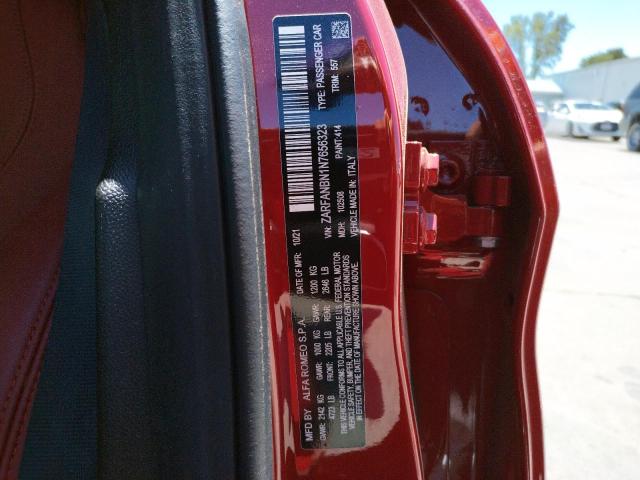 MFD BY ALFA ROMEO S.P.A. DATE OF MFR: 10/21
GAWR: 2142 KG GAWR: 1000 KG GAWR: 1200 KG
4723 LB FRONT: 2205 LB REAR: 2646 LB
THIS VEHICLE CONFORMS TO ALL APPLICABLE U.S. FEDERAL MOTOR
VEHICLE SAFETY, BUMPER, AND THEFT PREVENTION STANDARDS
IN EFFECT ON THE DATE OF MANUFACTURE SHOWN ABOVE.
VIN: ZARFANBN1N7656323 TYPE: PASSENGER CAR
MDH: 102508 PAINT: 414 TRIM: 557
VEHICLE MADE IN: ITALY